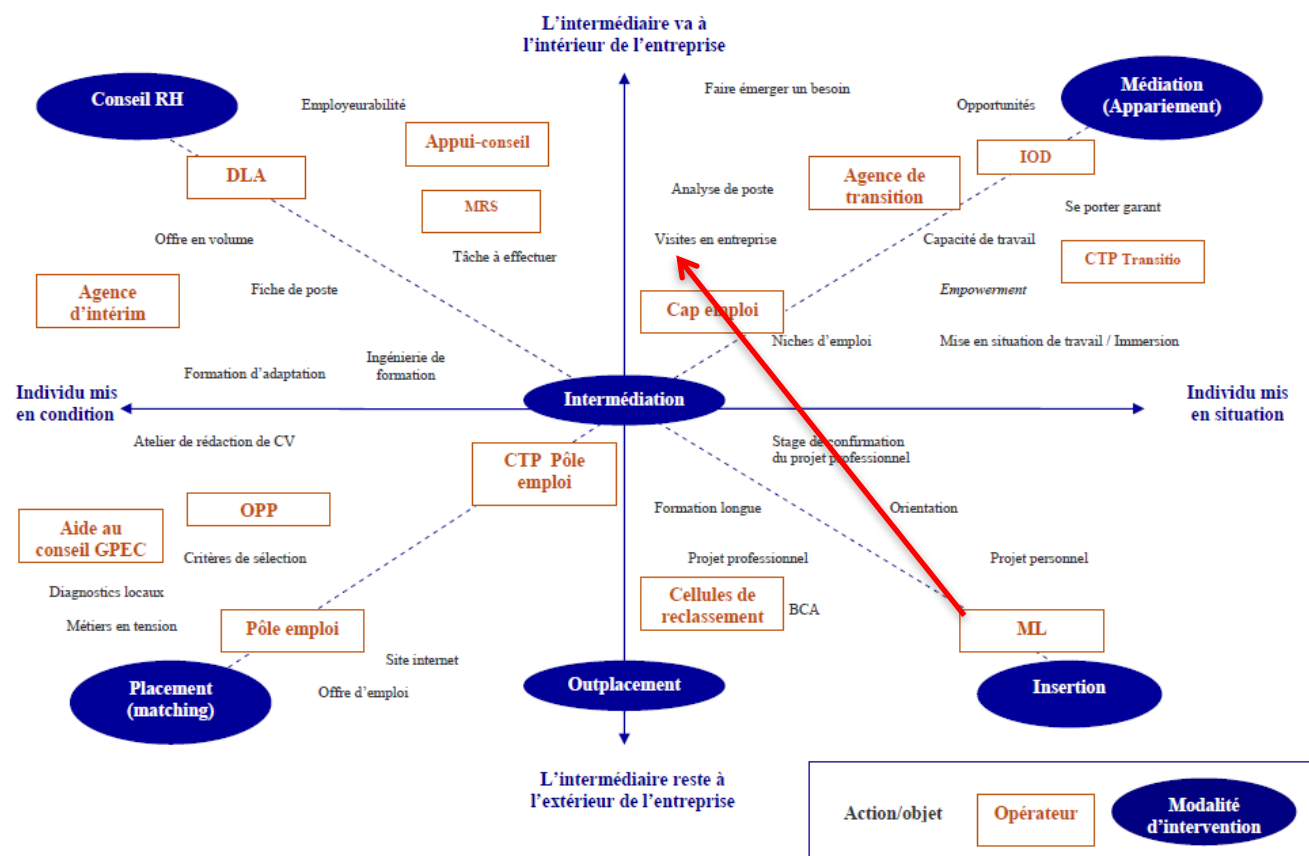 L’intermédiaire va à
l’intérieur de l’entreprise
Conseil RH
Employeurabilité
Appui-conseil
DLA
MRS
Offre en volume
Tâche à effectuer
Agence
d’intérim
Fiche de poste
Ingénierie de
formation
Formation d’adaptation
Faire émerger un besoin
Opportunités
Médiation
(Appariement)
IOD
Agence de
transition
Analyse de poste
Se porter garant
Visites en entreprise
Capacité de travail
CTP Transitio
Empowerment
Cap emploi
Niches d’emploi
Mise en situation de travail / Immersion
Individu mis
en condition
Intermédiation
Individu mis
en situation
Atelier de rédaction de CV
CTP Pôle
emploi
OPP
Aide au
conseil GPEC
Critères de sélection
Diagnostics locaux
Métiers en tension
Pôle emploi
Site internet
Offre d’emploi
Placement
(matching)
Stage de confirmation
du projet professionnel
Formation longue
Orientation
Projet professionnel
Projet personnel
Cellules de
reclassement
BCA
ML
Outplacement
Insertion
L’intermédiaire reste à
l’extérieur de l’entreprise
Action/objet
Opérateur
Modalité
d’intervention